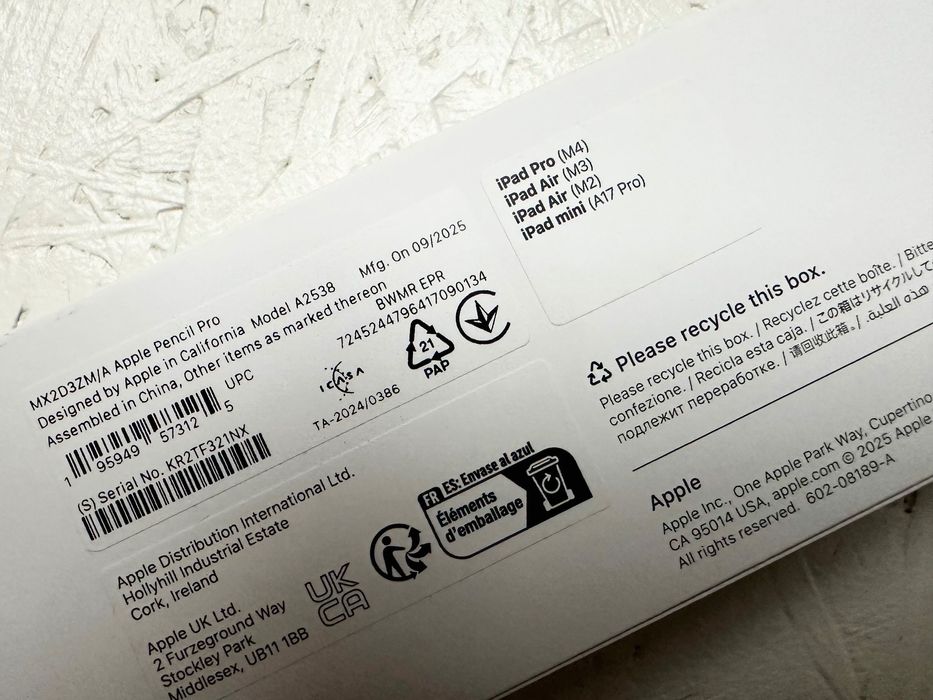 MX2D3ZM/A Apple Pencil Pro
Designed by Apple in California Model A2538 Mfg. On 09/2025
Assembled in China, Other items as marked thereon
UPC
1 95949 57312 5
(S) Serial No. KR2TF321NX
BWMR EPR
7245244796417090134
ICASA
TA-2024/0386
21
PAP
iPad Pro (M4)
iPad Air (M3)
iPad Air (M2)
iPad mini (A17 Pro)
Apple Distribution International Ltd.
Hollyhill Industrial Estate
Cork, Ireland
Apple UK Ltd.
2 Furzeground Way
Stockley Park
Middlesex, UB11 1BB
UK
CA
FR ES: Envase al azul
Éléments
d'emballage
Please recycle this box.
Please recycle this box. / Recyclez cette boîte. / Bitte
confezione. / Recicla esta caja. / この箱はリサイクルして
подлежит переработке. / 请回收此箱。 / هذه العلبة.
Apple
Apple Inc., One Apple Park Way, Cupertino
CA 95014 USA, apple.com © 2025 Apple
All rights reserved. 602-08189-A